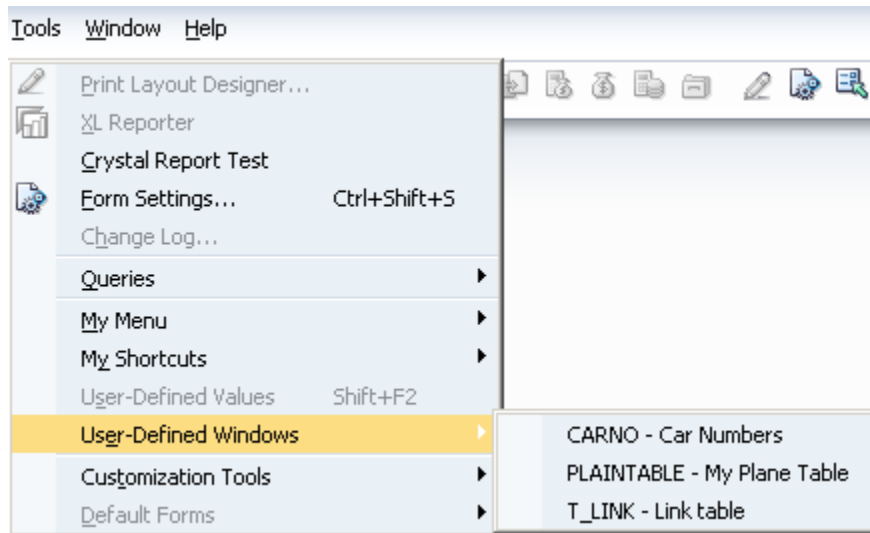 Tools Window Help
Print Layout Designer...
XL Reporter
Crystal Report Test
Form Settings... Ctrl+Shift+S
Change Log...
Queries
My Menu
My Shortcuts
User-Defined Values Shift+F2
User-Defined Windows
CARNO - Car Numbers
Customization Tools
PLAINTABLE - My Plane Table
Default Forms
T_LINK - Link table